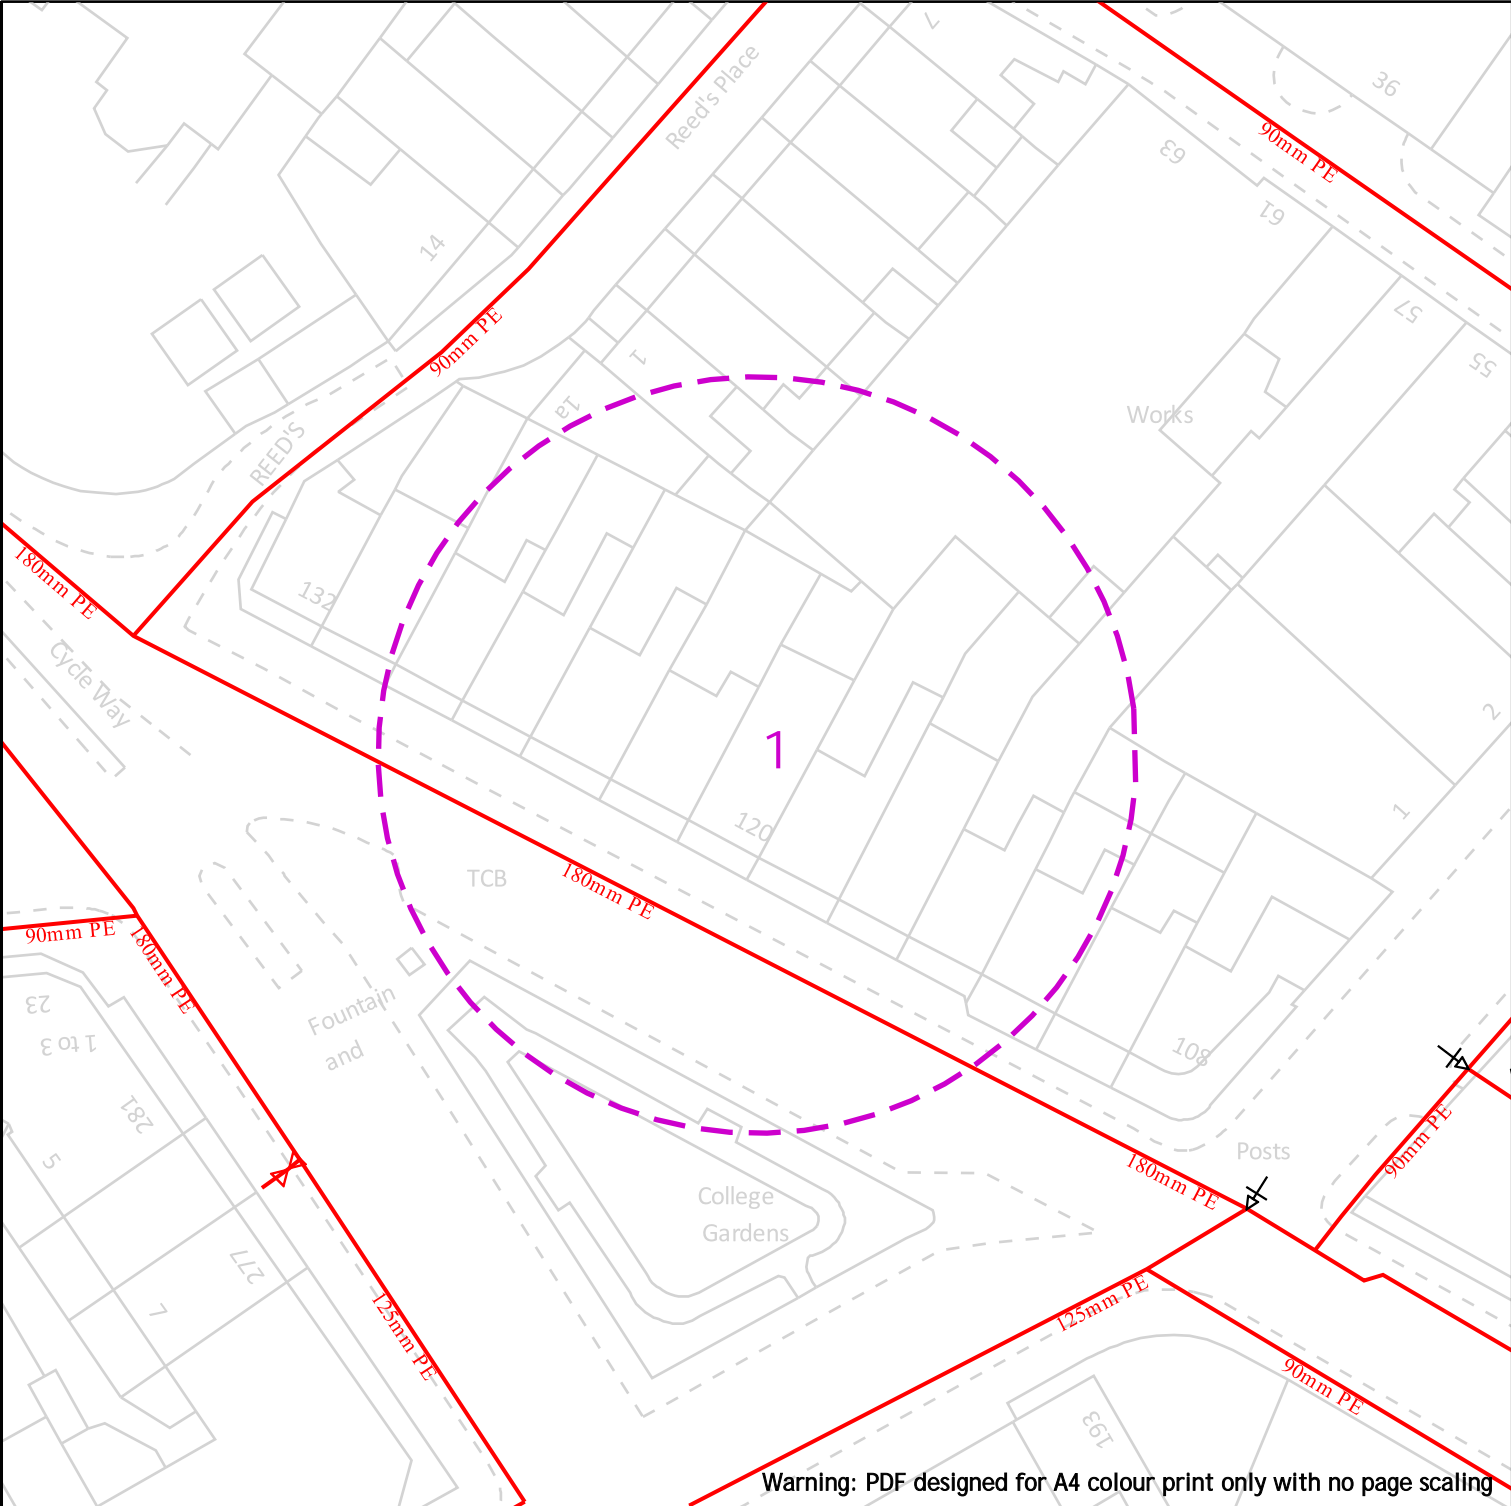 7
36
Reed's Place
90mm PE
63
61
14
57
90mm PE
55
1
1a
Works
REED'S
180mm PE
132
Cycle Way
2
1
1
120
TCB
180mm PE
90mm PE
180mm PE
23
1 to 3
Fountain
and
108
281
5
90mm PE
Posts
180mm PE
College
Gardens
277
7
125mm PE
125mm PE
90mm PE
193
Warning: PDF designed for A4 colour print only with no page scaling